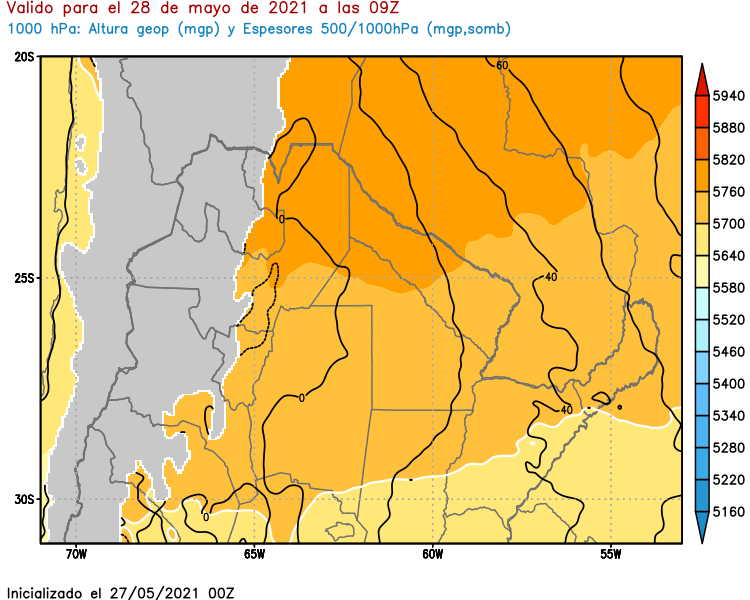 Valido para el 28 de mayo de 2021 a las 09Z
1000 hPa: Altura geop (mgp) y Espesores 500/1000hPa (mgp,somb)
20S
25S
30S
70W
65W
60W
55W
60
0
40
0
40
0
5940
5880
5820
5760
5700
5640
5580
5520
5460
5400
5340
5280
5220
5160
Inicializado el 27/05/2021 00Z